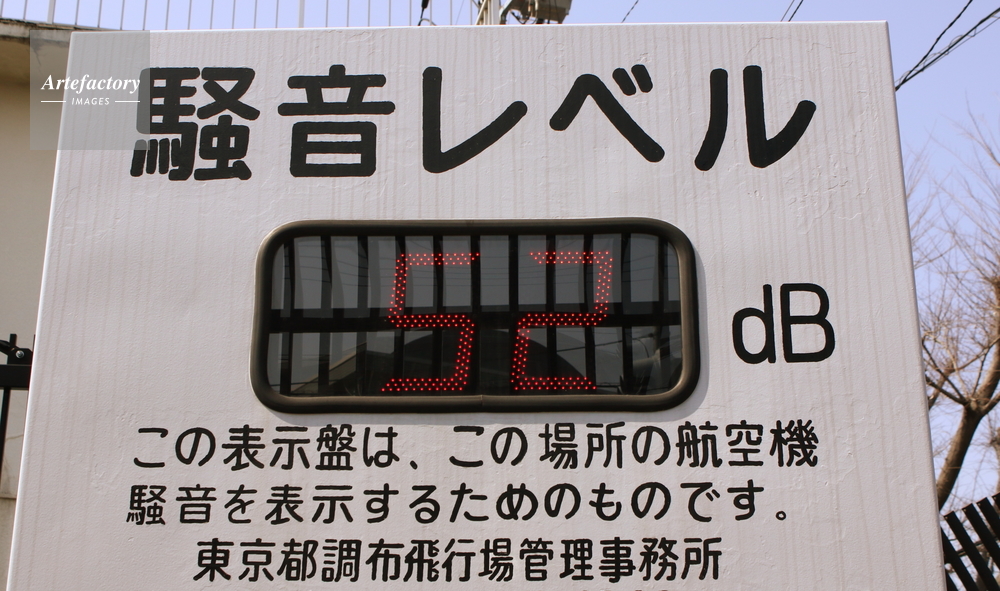 Artefactory
IMAGES
騒音レベル
52 dB
この表示盤は、この場所の航空機
騒音を表示するためのものです。
東京都調布飛行場管理事務所